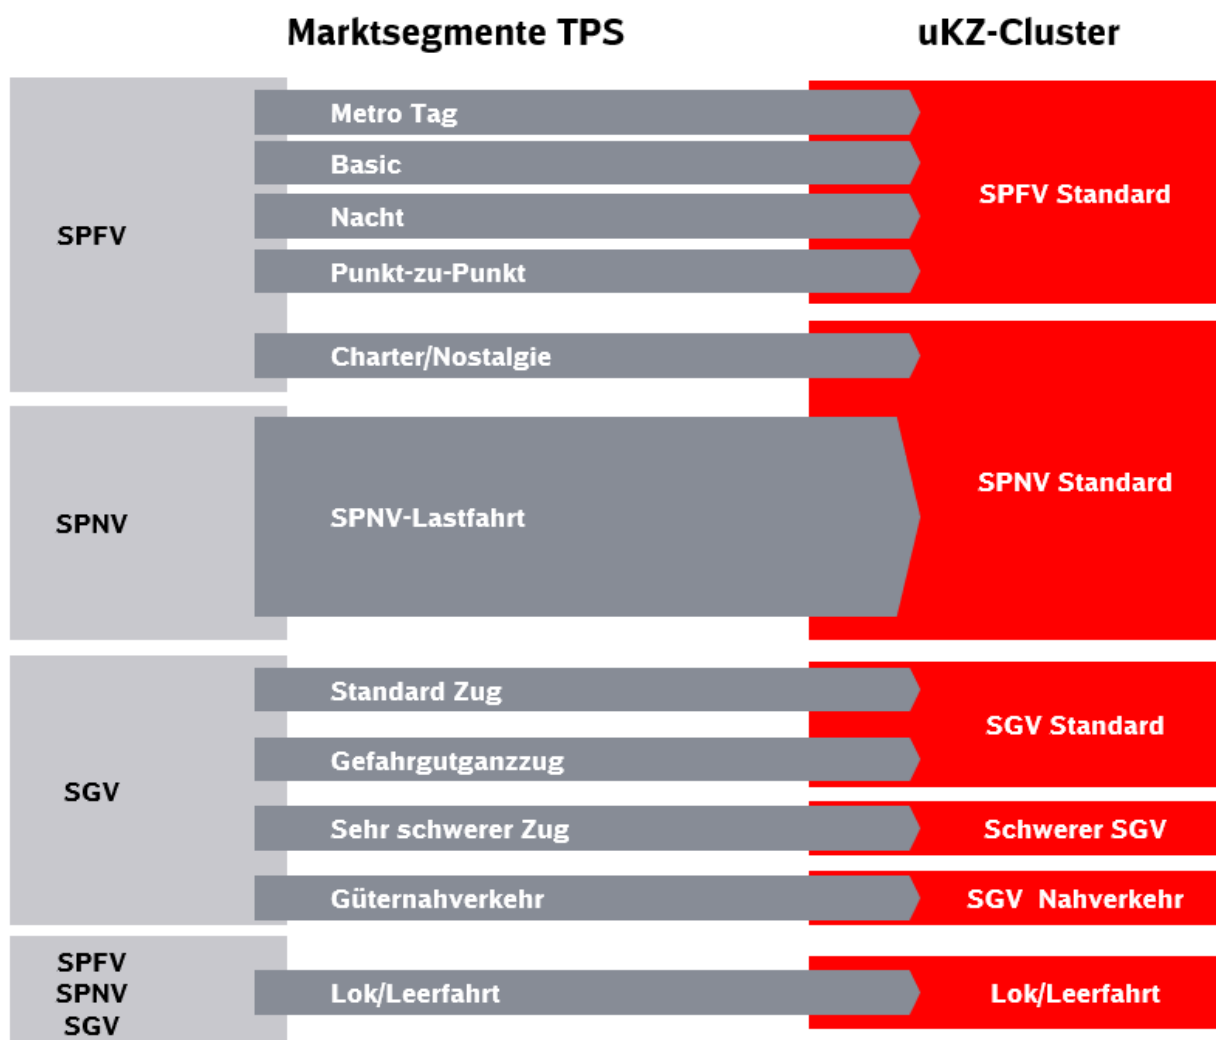 Marktsegmente TPS
uKZ-Cluster
SPFV
Metro Tag
Basic
Nacht
Punkt-zu-Punkt
Charter/Nostalgie
SPFV Standard
SPNV
SPNV-Lastfahrt
SPNV Standard
SGV
Standard Zug
Gefahrgutganzzug
SGV Standard
Sehr schwerer Zug
Schwerer SGV
Güternahverkehr
SGV Nahverkehr
SPFV
SPNV
SGV
Lok/Leerfahrt
Lok/Leerfahrt